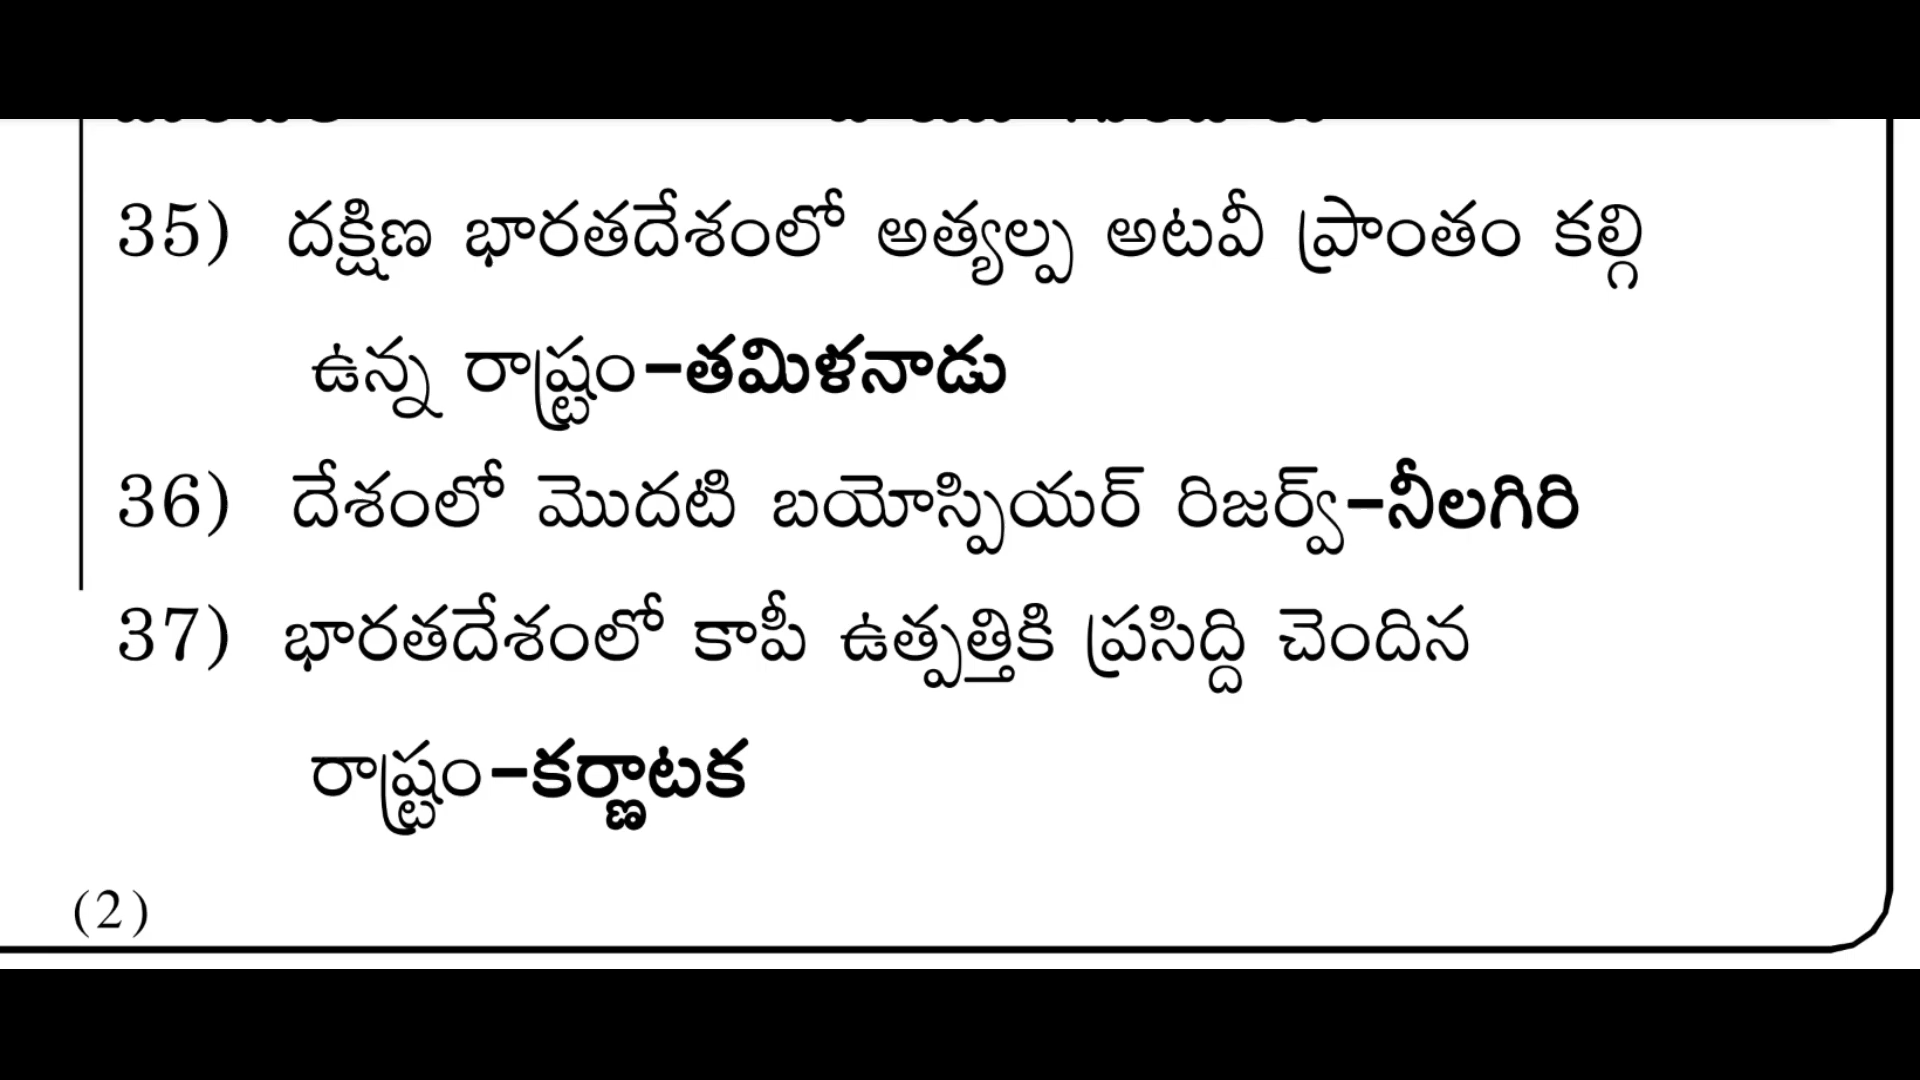 35) దక్షిణ భారతదేశంలో అత్యల్ప అటవీ ప్రాంతం కల్గి
ఉన్న రాష్ట్రం-తమిళనాడు
36) దేశంలో మొదటి బయోస్పియర్ రిజర్వ్-నీలగిరి
37) భారతదేశంలో కాపీ ఉత్పత్తికి ప్రసిద్ది చెందిన
రాష్ట్రం-కర్ణాటక
(2)